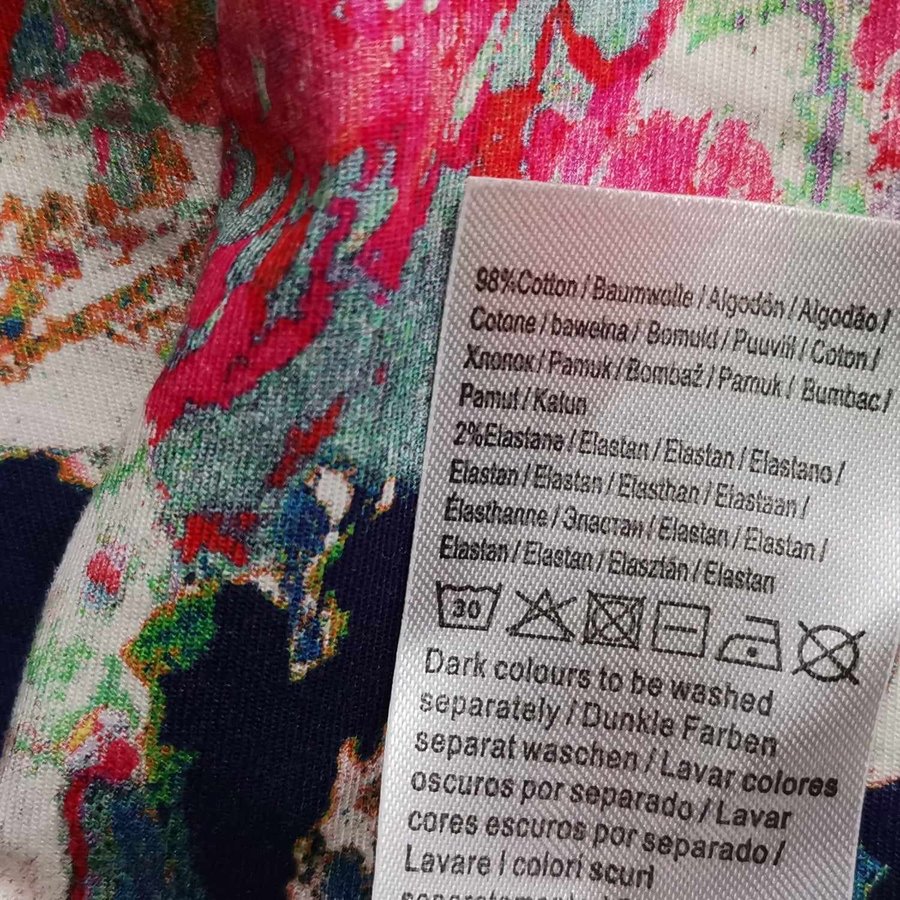 98%Cotton / Baumwolle / Algodón / Algodão /
Cotone / bawełna / Bomuld / Puuvill / Coton /
Хлопок / Pamuk / Bombaž / Pamuk / Bumbac /
Pamut / Katun
2%Elastane / Elastan / Elastan / Elastano /
Elastan / Elastan / Elasthan / Elastaan /
Élasthanne / Эластан / Elastan / Elastan /
Elastan / Elastan / Elasztán / Elastan
30
Dark colours to be washed
separately / Dunkle Farben
separat waschen / Lavar colores
oscuros por separado / Lavar
cores escuros por separado /
Lavare I colori scuri